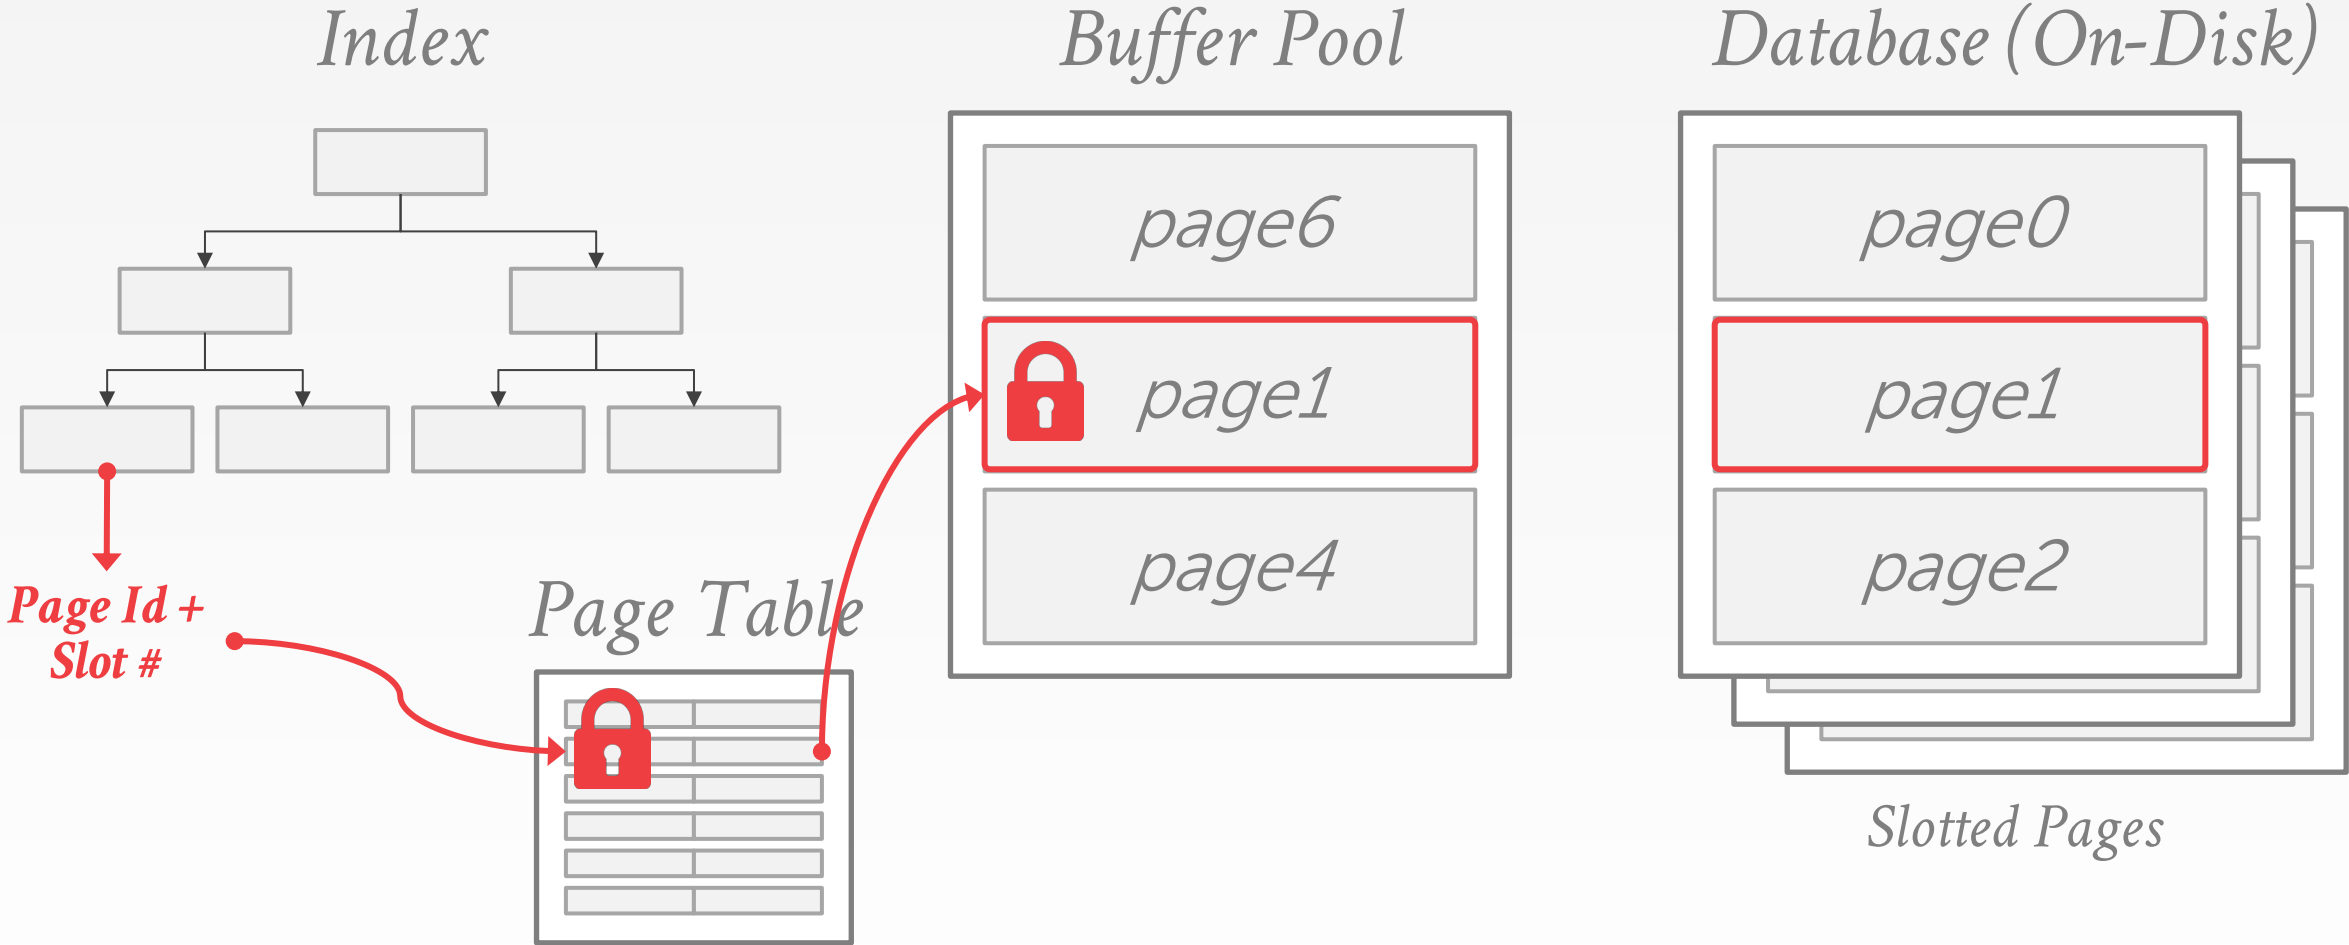 Index
Buffer Pool
Database (On-Disk)
page6
page1
page4
page0
page1
page2
Page Id +
Slot #
Page Table
Slotted Pages